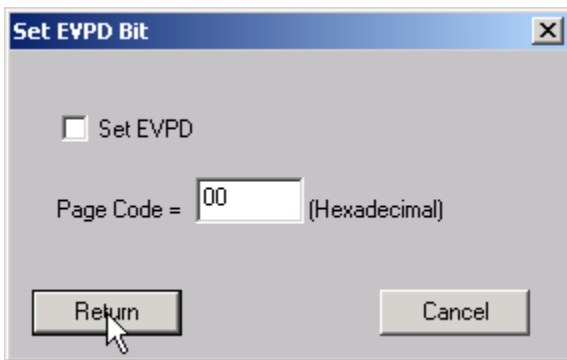 Set EVPD Bit
Set EVPD
Page Code = 00 (Hexadecimal)
Return Cancel